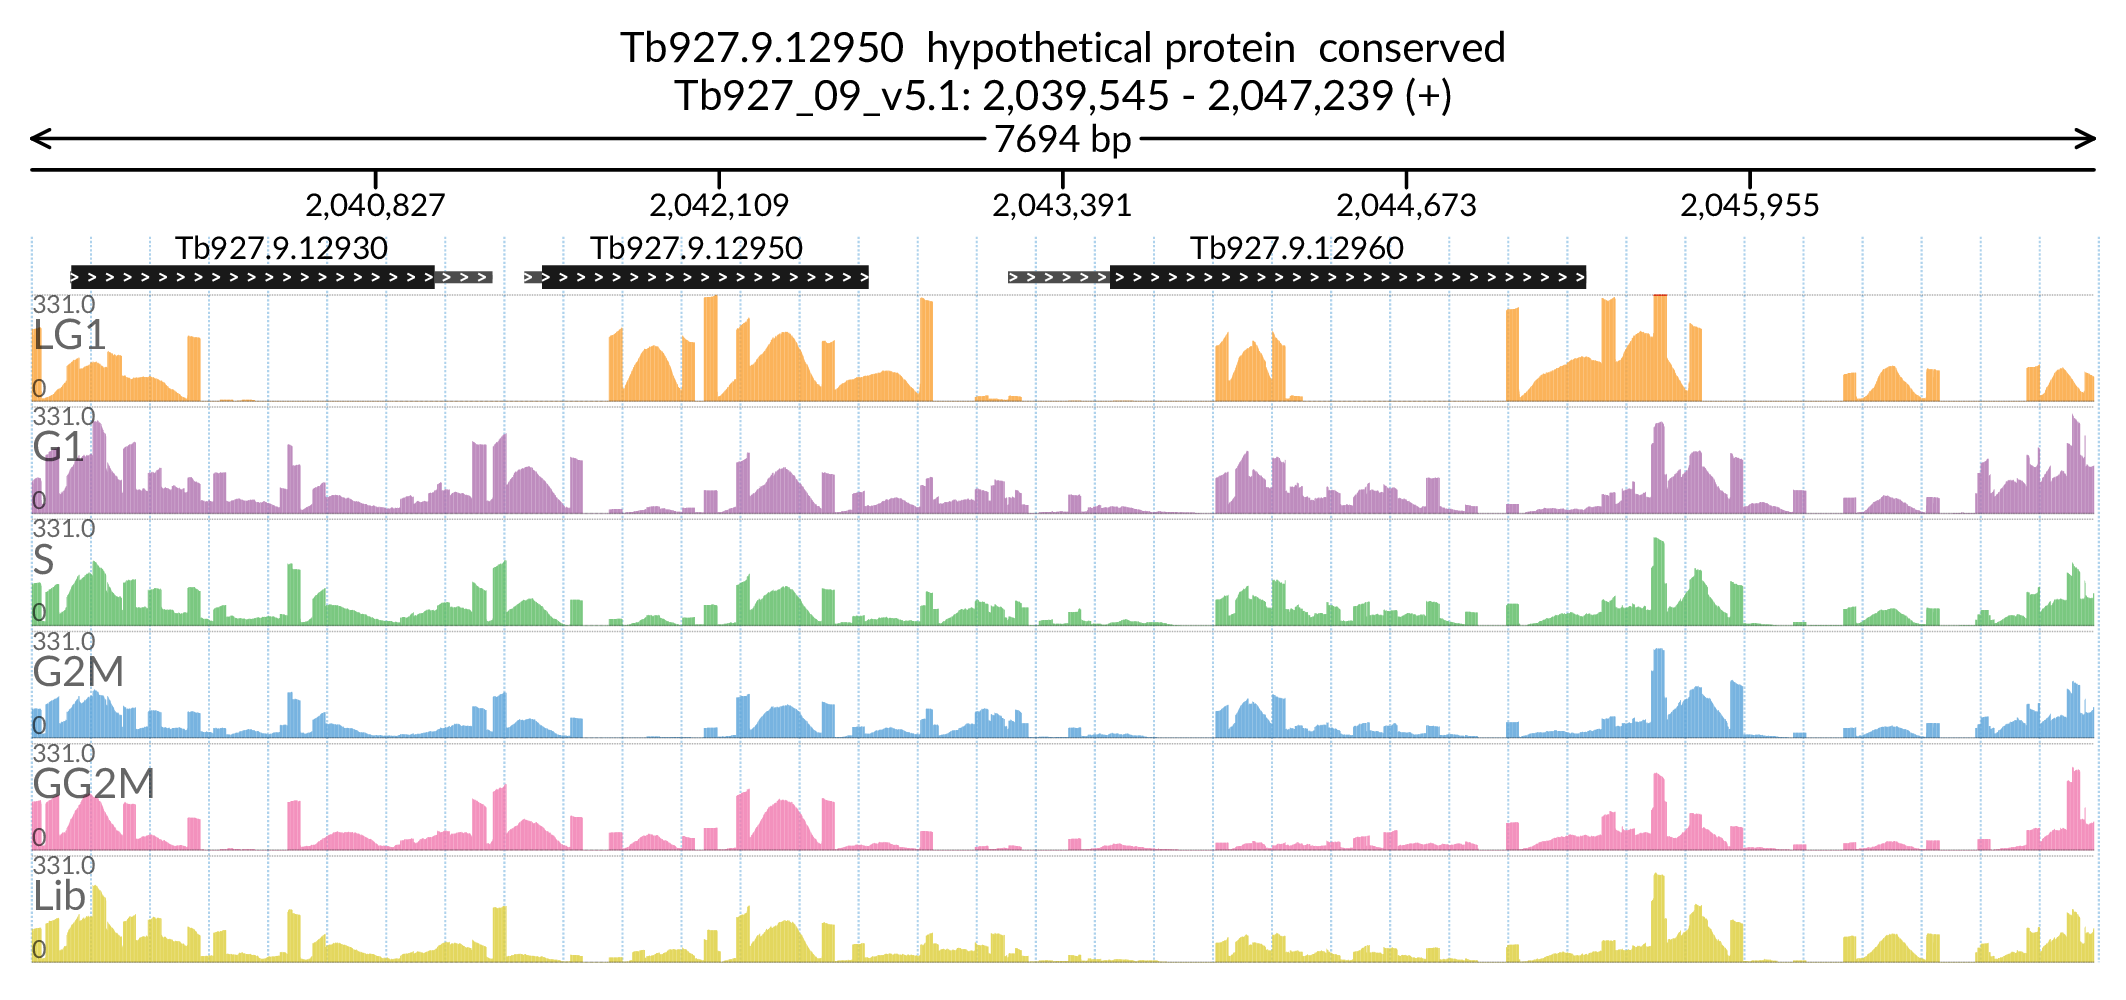 Tb927.9.12950  hypothetical protein  conserved
Tb927_09_v5.1: 2,039,545 - 2,047,239 (+)
7694 bp
2,040,827 2,042,109 2,043,391 2,044,673 2,045,955
Tb927.9.12930 Tb927.9.12950 Tb927.9.12960
331.0
LG1
0
331.0
G1
0
331.0
S
0
331.0
G2M
0
331.0
GG2M
0
331.0
Lib
0